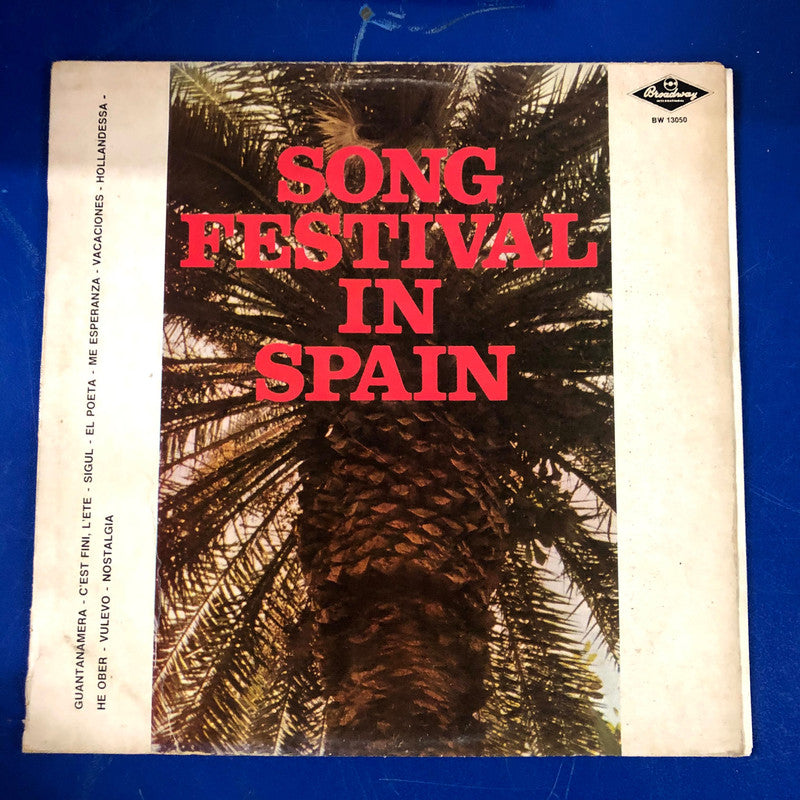 Broadway
BW 13050
SONG
FESTIVAL
IN
SPAIN
GUANTANAMERA - C'EST FINI, L'ETE - SIGUL - EL POETA - ME ESPERANZA - VACACIONES - HOLLANDESSA -
HE OBER - VULEVO - NOSTALGIA